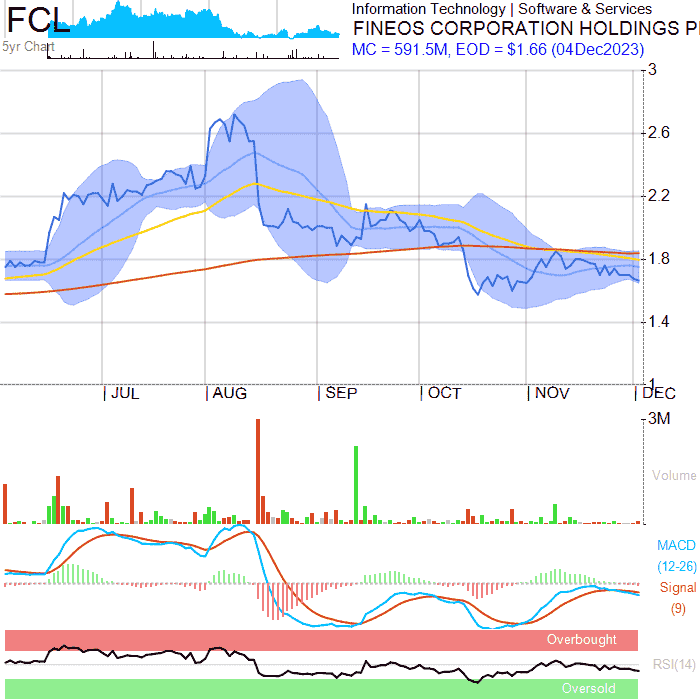 FCL
5yr Chart
Information Technology | Software & Services
FINEOS CORPORATION HOLDINGS P
MC = 591.5M, EOD = $1.66 (04Dec2023)
3
2.6
2.2
1.8
1.4
1
JUL AUG SEP OCT NOV DEC
3M
Volume
MACD
(12-26)
Signal
(9)
Overbought
RSI(14)
Oversold